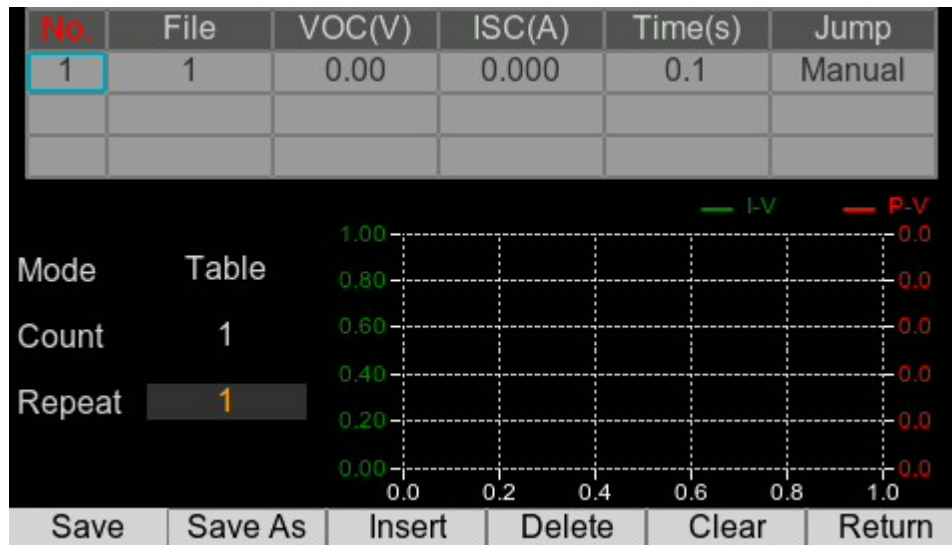 No. File VOC(V) ISC(A) Time(s) Jump
1 1 0.00 0.000 0.1 Manual
I-V P-V
1.00 0.0
Mode Table
0.80 0.0
Count 1
0.60 0.0
0.40 0.0
Repeat 1
0.20 0.0
0.00 0.0
0.0 0.2 0.4 0.6 0.8 1.0
Save Save As Insert Delete Clear Return